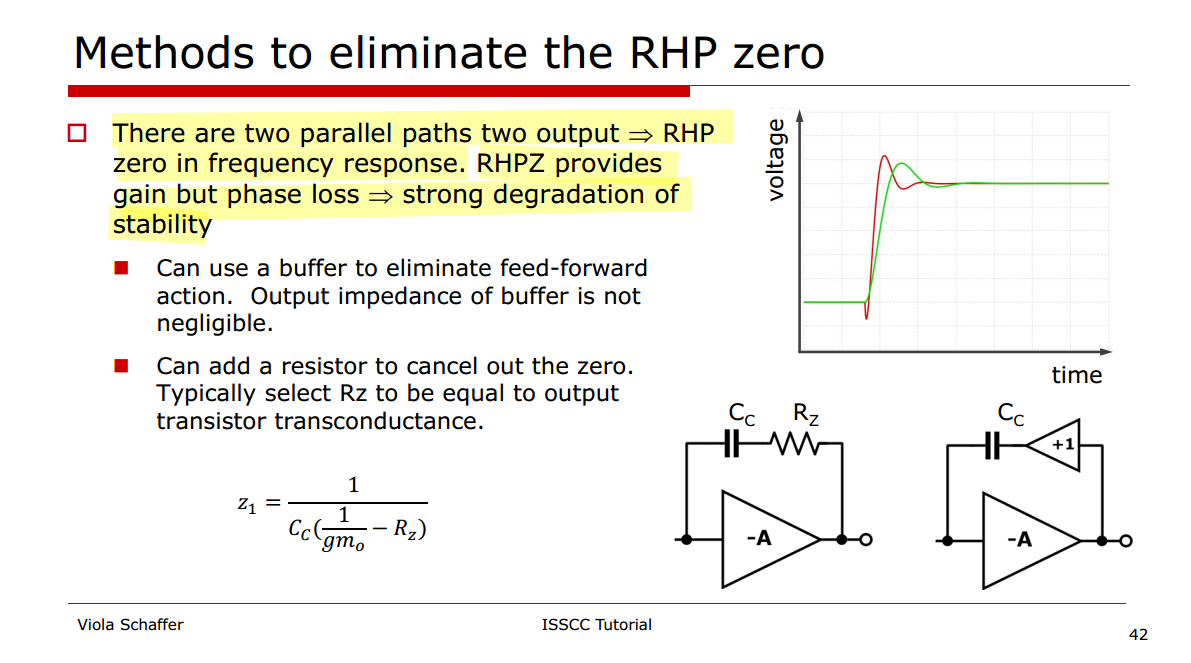 Methods to eliminate the RHP zero
There are two parallel paths two output ⇒ RHP
zero in frequency response. RHPZ provides
gain but phase loss ⇒ strong degradation of
stability
Can use a buffer to eliminate feed-forward
action.  Output impedance of buffer is not
negligible.
Can add a resistor to cancel out the zero.
Typically select Rz to be equal to output
transistor transconductance.
z₁ = 1 / (C_C(1/gm_o − R_z))
voltage
time
C_C R_Z
-A
C_C
+1
-A
Viola Schaffer
ISSCC Tutorial
42